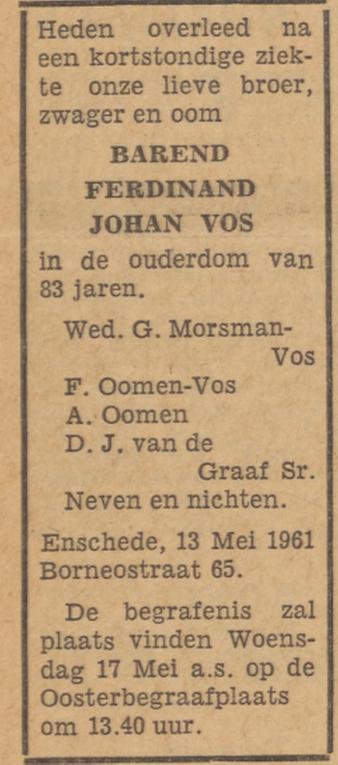 Heden overleed na
een kortstondige ziek-
te onze lieve broer,
zwager en oom
BAREND
FERDINAND
JOHAN VOS
in de ouderdom van
83 jaren.
Wed. G. Morsman-
Vos
F. Oomen-Vos
A. Oomen
D. J. van de
Graaf Sr.
Neven en nichten.
Enschede, 13 Mei 1961
Borneostraat 65.
De begrafenis zal
plaats vinden Woens-
dag 17 Mei a.s. op de
Oosterbegraafplaats
om 13.40 uur.